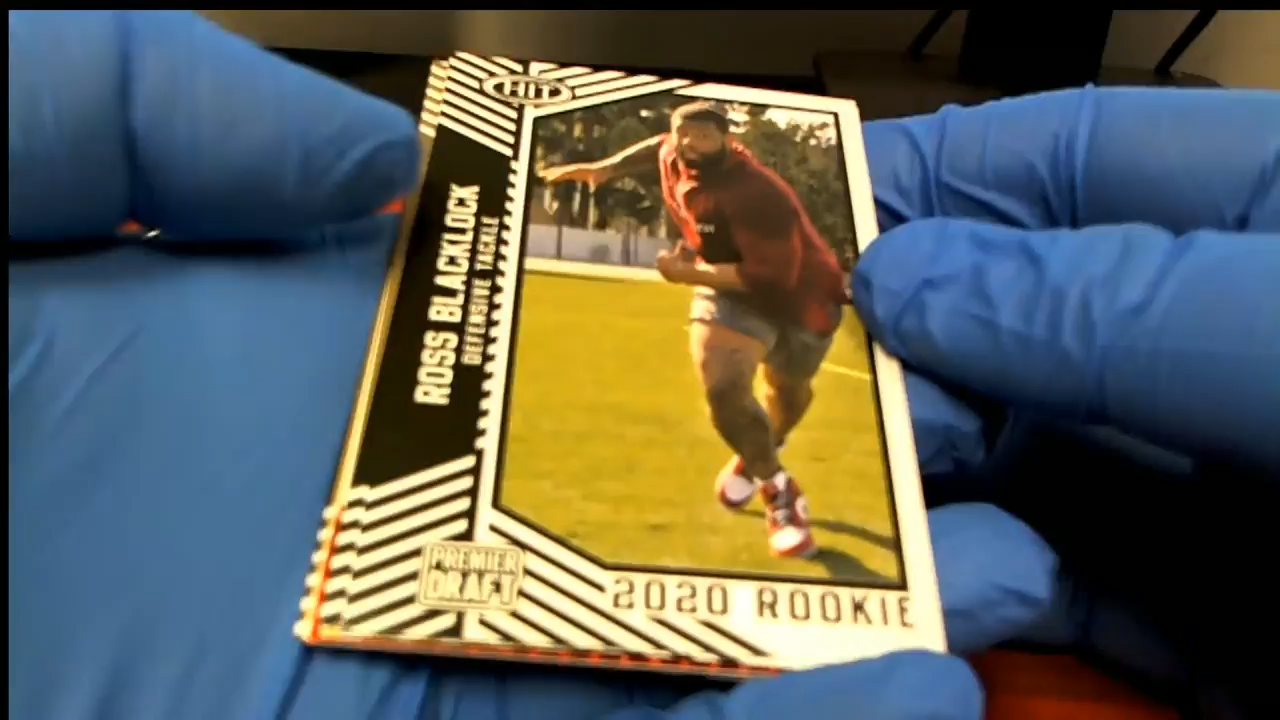 HIT
ROSS BLACKLOCK
DEFENSIVE TACKLE
PREMIER
DRAFT
2020 ROOKIE